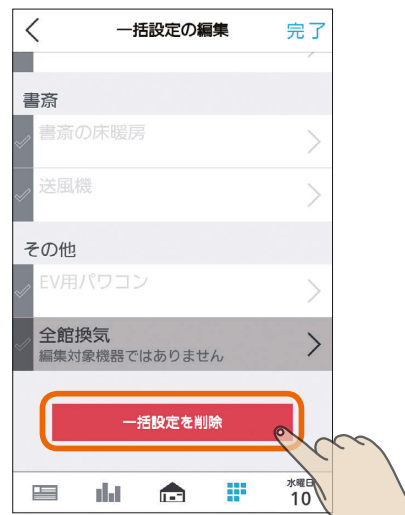 一括設定の編集
完了
書斎
書斎の床暖房
送風機
その他
EV用パワコン
全館換気
編集対象機器ではありません
一括設定を削除
水曜日
10